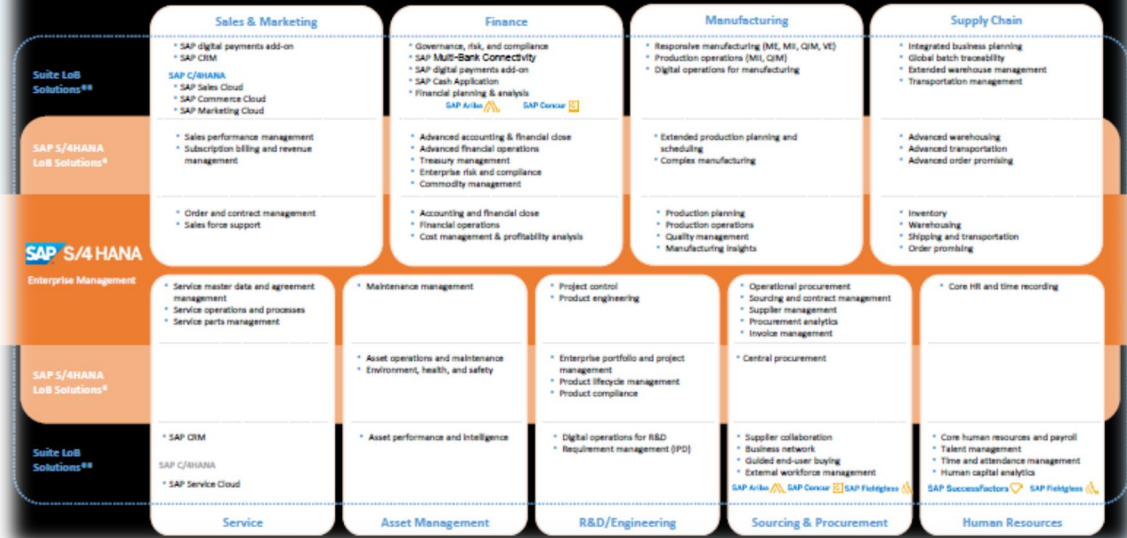 Sales & Marketing
Finance
Manufacturing
Supply Chain
Suite LoB
Solutions**
• SAP digital payments add-on
• SAP CRM
SAP C/4HANA
• SAP Sales Cloud
• SAP Commerce Cloud
• SAP Marketing Cloud
• Governance, risk, and compliance
• SAP Multi-Bank Connectivity
• SAP digital payments add-on
• SAP Cash Application
• Financial planning & analysis
SAP Ariba SAP Concur
• Responsive manufacturing (ME, MII, QIM, VE)
• Production operations (MII, QIM)
• Digital operations for manufacturing
• Integrated business planning
• Global batch traceability
• Extended warehouse management
• Transportation management
SAP S/4HANA
LoB Solutions*
• Sales performance management
• Subscription billing and revenue
management
• Advanced accounting & financial close
• Advanced financial operations
• Treasury management
• Enterprise risk and compliance
• Commodity management
• Extended production planning and
scheduling
• Complex manufacturing
• Advanced warehousing
• Advanced transportation
• Advanced order promising
SAP S/4 HANA
Enterprise Management
• Order and contract management
• Sales force support
• Accounting and financial close
• Financial operations
• Cost management & profitability analysis
• Production planning
• Production operations
• Quality management
• Manufacturing insights
• Inventory
• Warehousing
• Shipping and transportation
• Order promising
• Service master data and agreement
management
• Service operations and processes
• Service parts management
• Maintenance management
• Project control
• Product engineering
• Operational procurement
• Sourcing and contract management
• Supplier management
• Procurement analytics
• Invoice management
• Core HR and time recording
SAP S/4HANA
LoB Solutions*
• Asset operations and maintenance
• Environment, health, and safety
• Enterprise portfolio and project
management
• Product lifecycle management
• Product compliance
• Central procurement
Suite LoB
Solutions**
• SAP CRM
SAP C/4HANA
• SAP Service Cloud
• Asset performance and intelligence
• Digital operations for R&D
• Requirement management (IPD)
• Supplier collaboration
• Business network
• Guided end-user buying
• External workforce management
SAP Ariba SAP Concur SAP Fieldglass
• Core human resources and payroll
• Talent management
• Time and attendance management
• Human capital analytics
SAP SuccessFactors SAP Fieldglass
Service
Asset Management
R&D/Engineering
Sourcing & Procurement
Human Resources